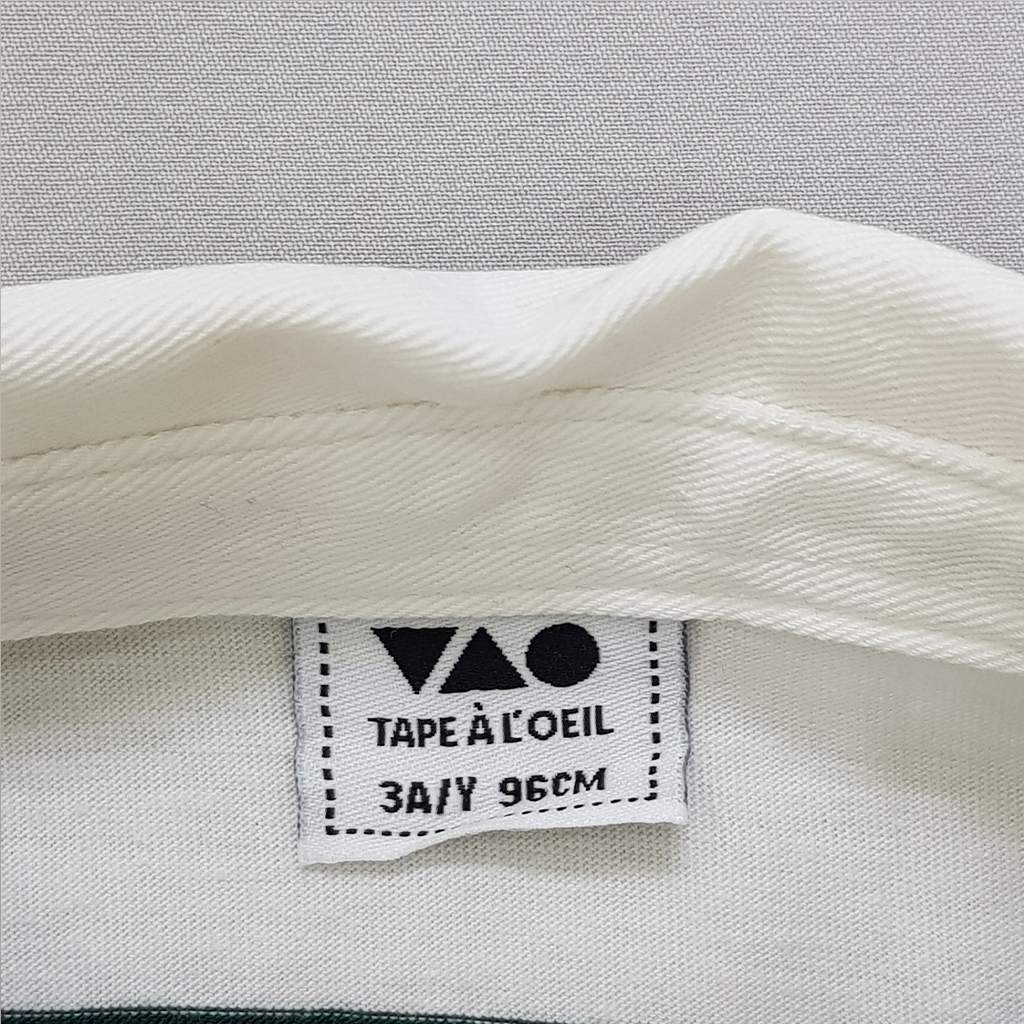 TAPE À L'OEIL
3A/Y 96CM